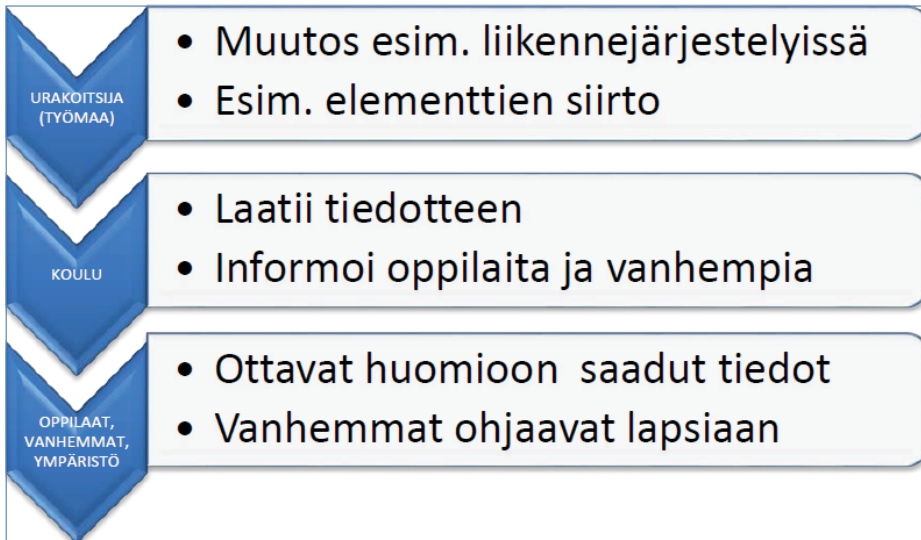 URAKOITSIJA
(TYÖMAA)
• Muutos esim. liikennejärjestelyissä
• Esim. elementtien siirto
KOULU
• Laatii tiedotteen
• Informoi oppilaita ja vanhempia
OPPILAAT,
VANHEMMAT,
YMPÄRISTÖ
• Ottavat huomioon saadut tiedot
• Vanhemmat ohjaavat lapsiaan